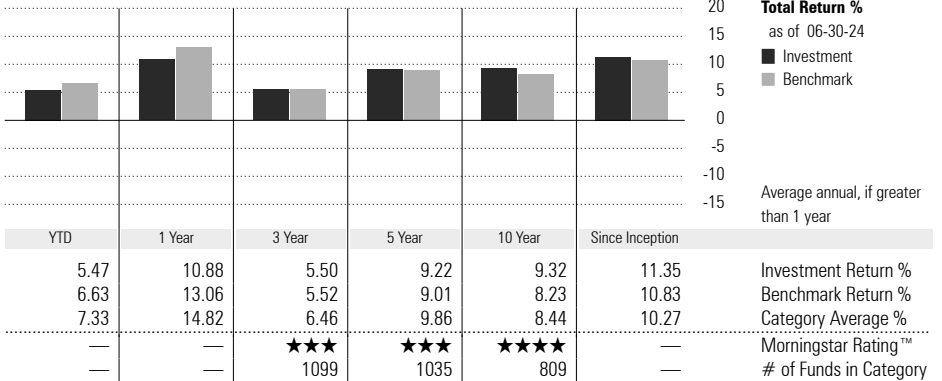 20 Total Return %
15 as of 06-30-24
10 Investment
5 Benchmark
0
-5
-10
-15
Average annual, if greater
than 1 year
YTD 1 Year 3 Year 5 Year 10 Year Since Inception
5.47 10.88 5.50 9.22 9.32 11.35 Investment Return %
6.63 13.06 5.52 9.01 8.23 10.83 Benchmark Return %
7.33 14.82 6.46 9.86 8.44 10.27 Category Average %
— — ★★★ ★★★ ★★★★ — Morningstar Rating™
— — 1099 1035 809 — # of Funds in Category